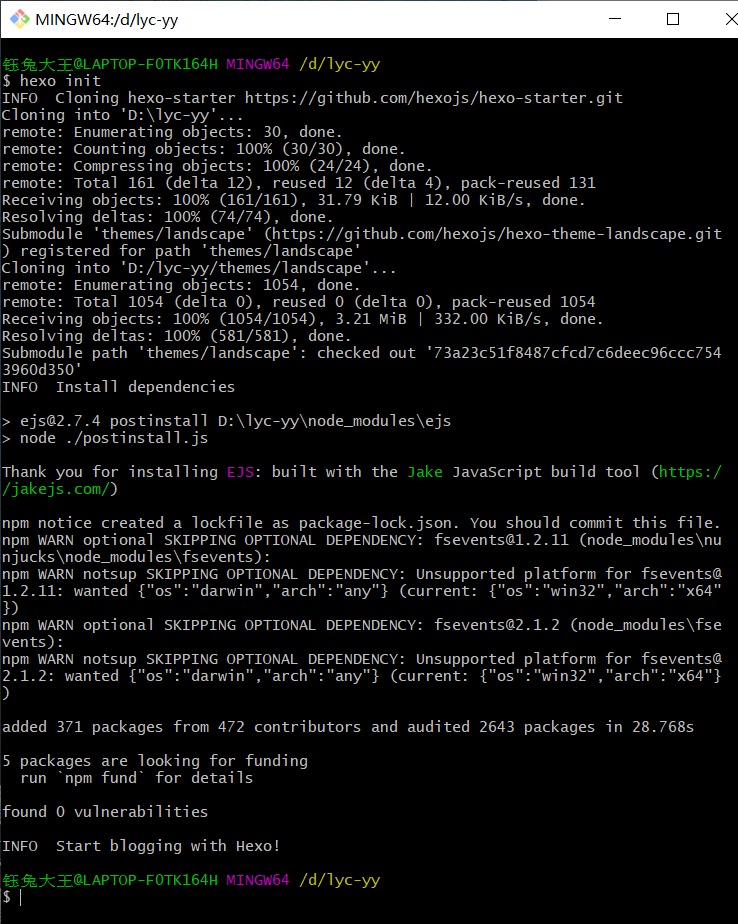 MINGW64:/d/lyc-yy
钰兔大王@LAPTOP-F0TK164H MINGW64 /d/lyc-yy
$ hexo init
INFO  Cloning hexo-starter https://github.com/hexojs/hexo-starter.git
Cloning into 'D:\lyc-yy'...
remote: Enumerating objects: 30, done.
remote: Counting objects: 100% (30/30), done.
remote: Compressing objects: 100% (24/24), done.
remote: Total 161 (delta 12), reused 12 (delta 4), pack-reused 131
Receiving objects: 100% (161/161), 31.79 KiB | 12.00 KiB/s, done.
Resolving deltas: 100% (74/74), done.
Submodule 'themes/landscape' (https://github.com/hexojs/hexo-theme-landscape.git
) registered for path 'themes/landscape'
Cloning into 'D:/lyc-yy/themes/landscape'...
remote: Enumerating objects: 1054, done.
remote: Total 1054 (delta 0), reused 0 (delta 0), pack-reused 1054
Receiving objects: 100% (1054/1054), 3.21 MiB | 332.00 KiB/s, done.
Resolving deltas: 100% (581/581), done.
Submodule path 'themes/landscape': checked out '73a23c51f8487cfcd7c6deec96ccc754
3960d350'
INFO  Install dependencies
> ejs@2.7.4 postinstall D:\lyc-yy\node_modules\ejs
> node ./postinstall.js
Thank you for installing EJS: built with the Jake JavaScript build tool (https:/
/jakejs.com/)
npm notice created a lockfile as package-lock.json. You should commit this file.
npm WARN optional SKIPPING OPTIONAL DEPENDENCY: fsevents@1.2.11 (node_modules\nu
njucks\node_modules\fsevents):
npm WARN notsup SKIPPING OPTIONAL DEPENDENCY: Unsupported platform for fsevents@
1.2.11: wanted {"os":"darwin","arch":"any"} (current: {"os":"win32","arch":"x64"
})
npm WARN optional SKIPPING OPTIONAL DEPENDENCY: fsevents@2.1.2 (node_modules\fse
vents):
npm WARN notsup SKIPPING OPTIONAL DEPENDENCY: Unsupported platform for fsevents@
2.1.2: wanted {"os":"darwin","arch":"any"} (current: {"os":"win32","arch":"x64"}
)
added 371 packages from 472 contributors and audited 2643 packages in 28.768s
5 packages are looking for funding
  run `npm fund` for details
found 0 vulnerabilities
INFO  Start blogging with Hexo!
钰兔大王@LAPTOP-F0TK164H MINGW64 /d/lyc-yy
$